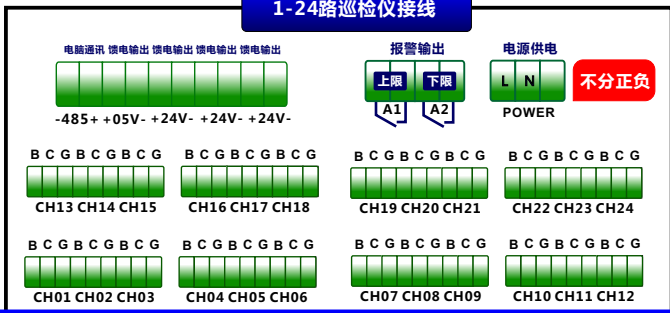 1-24路巡检仪接线
电脑通讯 馈电输出 馈电输出 馈电输出 馈电输出
报警输出
电源供电
上限 下限
L N
不分正负
A1 A2
POWER
-485+ +05V- +24V- +24V- +24V-
B C G B C G B C G
B C G B C G B C G
B C G B C G B C G
B C G B C G B C G
CH13 CH14 CH15
CH16 CH17 CH18
CH19 CH20 CH21
CH22 CH23 CH24
B C G B C G B C G
B C G B C G B C G
B C G B C G B C G
B C G B C G B C G
CH01 CH02 CH03
CH04 CH05 CH06
CH07 CH08 CH09
CH10 CH11 CH12